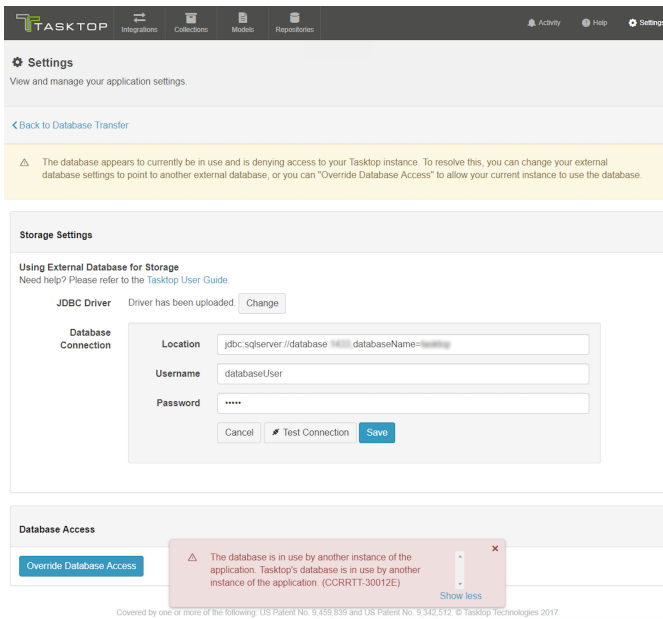 TASKTOP
Integrations
Collections
Models
Repositories
Activity
Help
Settings
Settings
View and manage your application settings.
Back to Database Transfer
The database appears to currently be in use and is denying access to your Tasktop instance. To resolve this, you can change your external
database settings to point to another external database, or you can "Override Database Access" to allow your current instance to use the database.
Storage Settings
Using External Database for Storage
Need help? Please refer to the Tasktop User Guide.
JDBC Driver
Driver has been uploaded.
Change
Database
Connection
Location
jdbc:sqlserver://database databaseName=
Username
databaseUser
Password
•••••
Cancel
Test Connection
Save
Database Access
Override Database Access
The database is in use by another instance of the
application. Tasktop's database is in use by another
instance of the application. (CCRRTT-30012E)
Show less
Covered by one or more of the following: US Patent No. 9,459,839 and US Patent No. 9,342,512. © Tasktop Technologies 2017